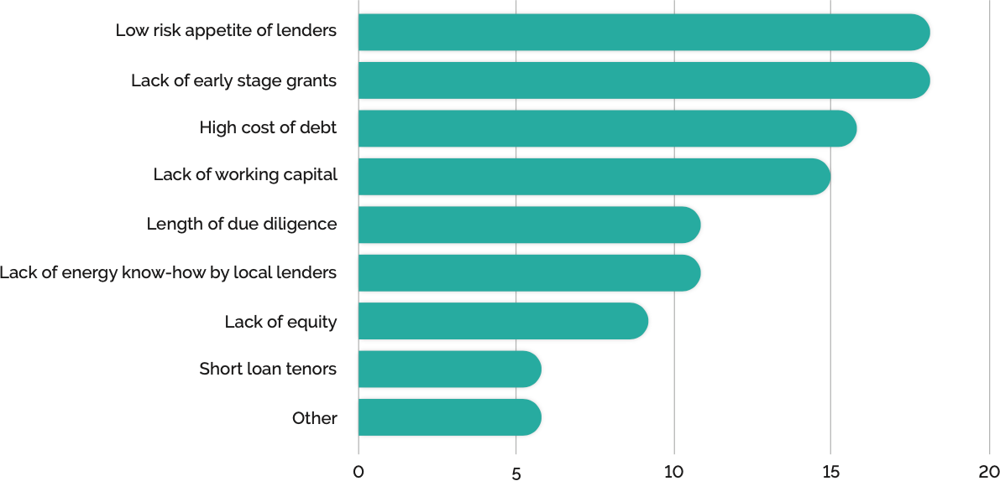 Low risk appetite of lenders
Lack of early stage grants
High cost of debt
Lack of working capital
Length of due diligence
Lack of energy know-how by local lenders
Lack of equity
Short loan tenors
Other
0 5 10 15 20